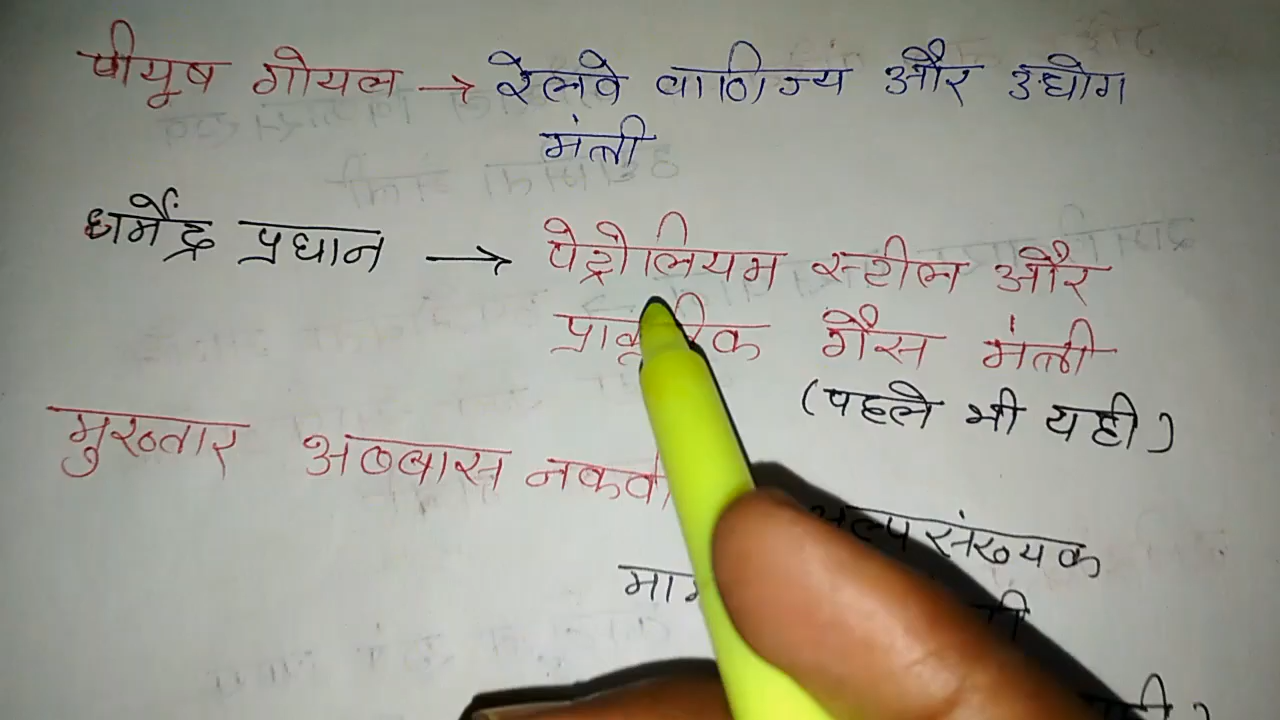 पीयूष गोयल → रेलवे वाणिज्य और उद्योग
मंत्री
धर्मेंद्र प्रधान → पेट्रोलियम स्टील और
गैस मंत्री
(पहले भी यही)
मुख्तार अब्बास नकवी
अल्पसंख्यक